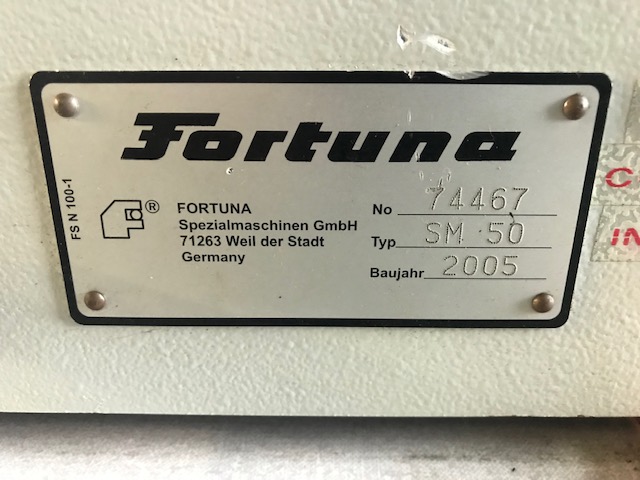 Fortuna
FS N 100-1
®
FORTUNA
Spezialmaschinen GmbH
71263 Weil der Stadt
Germany
No 74467
Typ SM 50
Baujahr 2005
C
IN